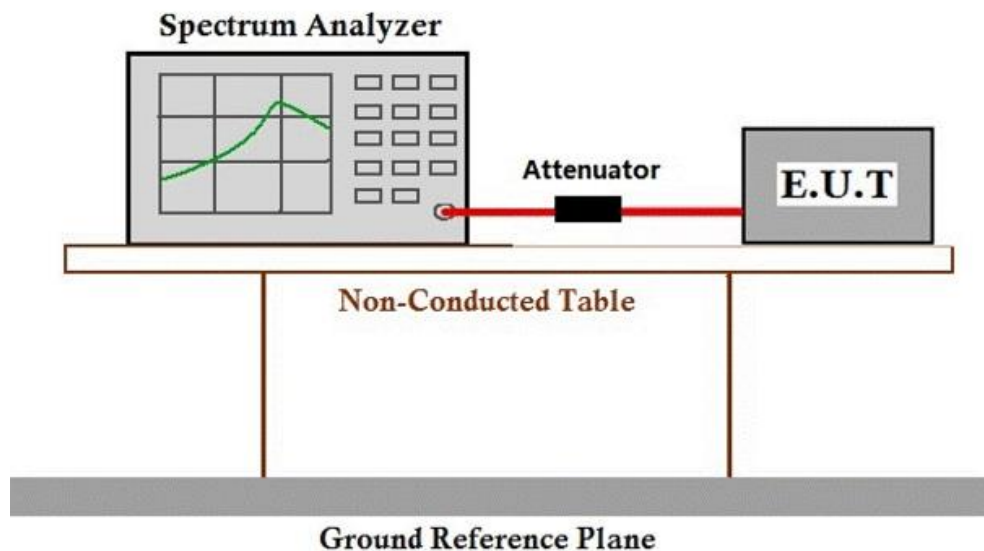 Spectrum Analyzer
Attenuator
E.U.T
Non-Conducted Table
Ground Reference Plane